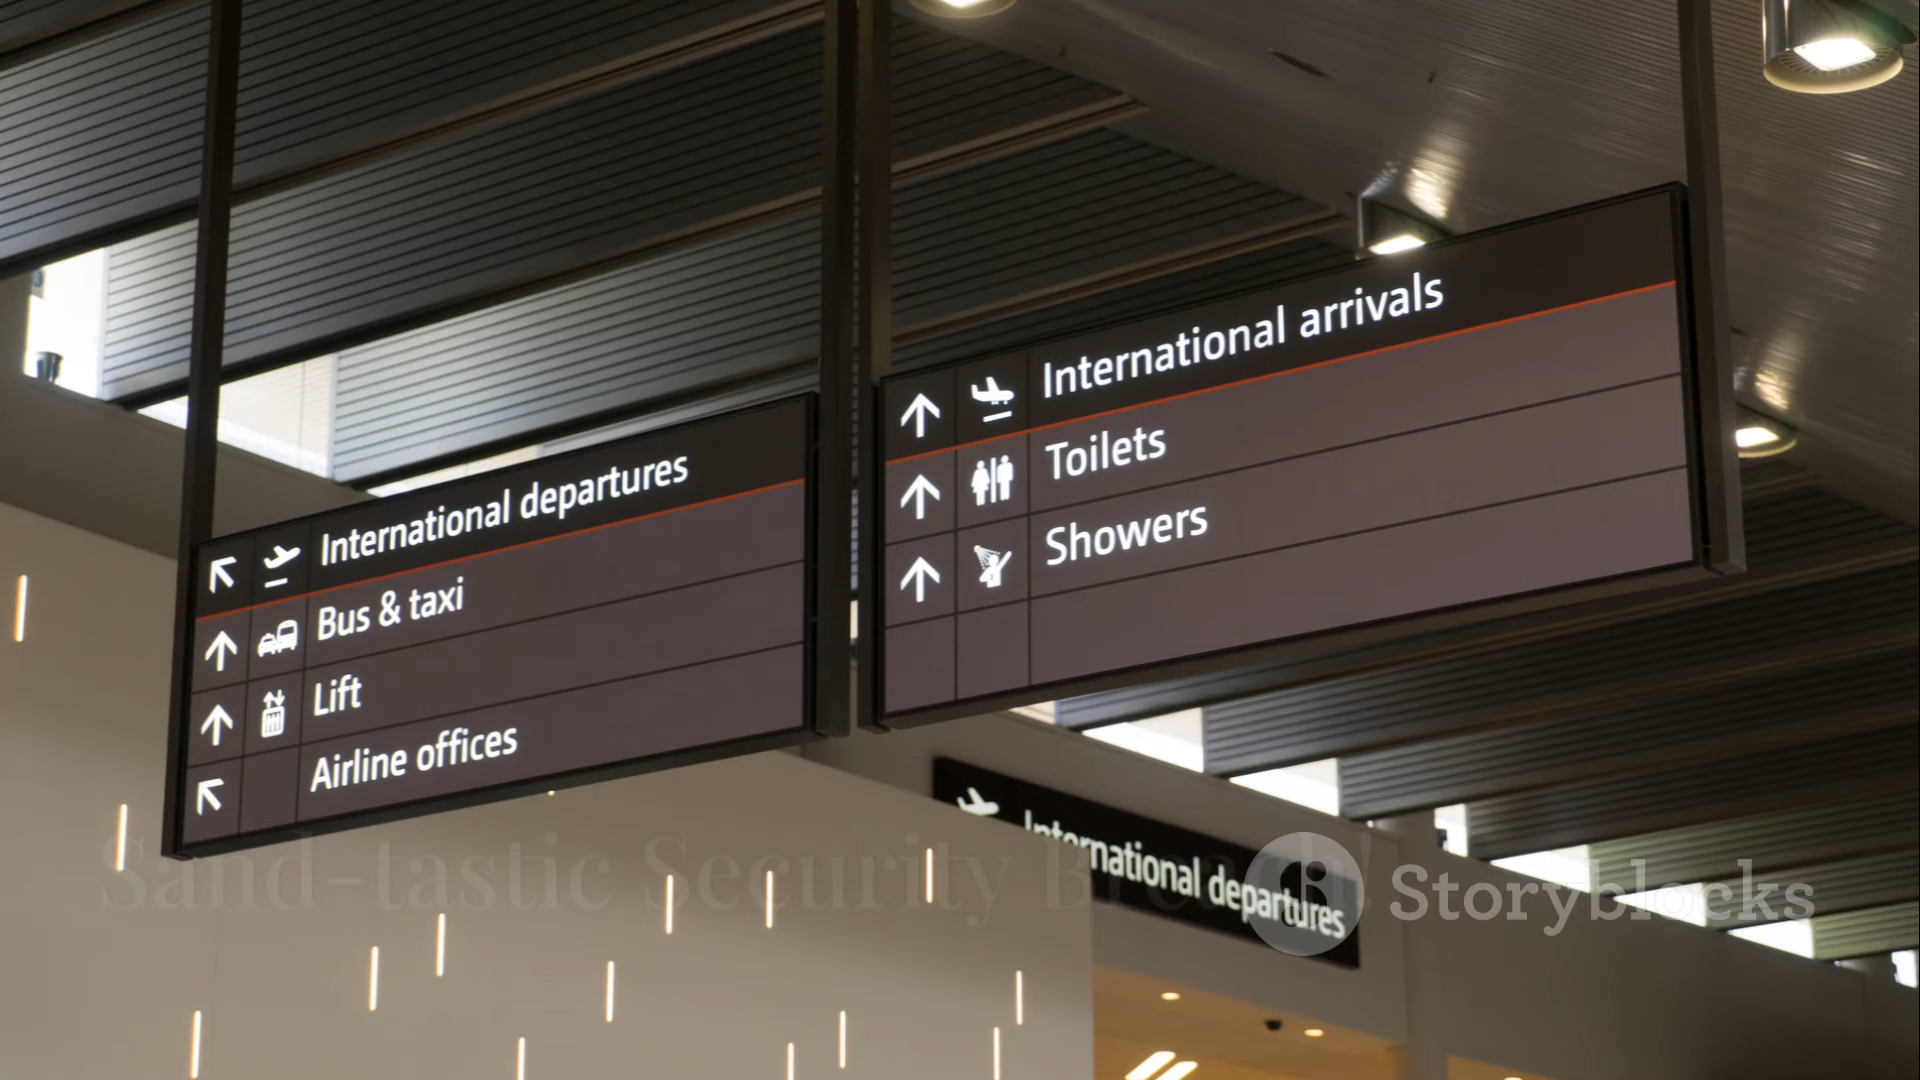 International departures
Bus & taxi
Lift
Airline offices
International arrivals
Toilets
Showers
International departures
Sand-tastic Security Breach!
Storyblocks